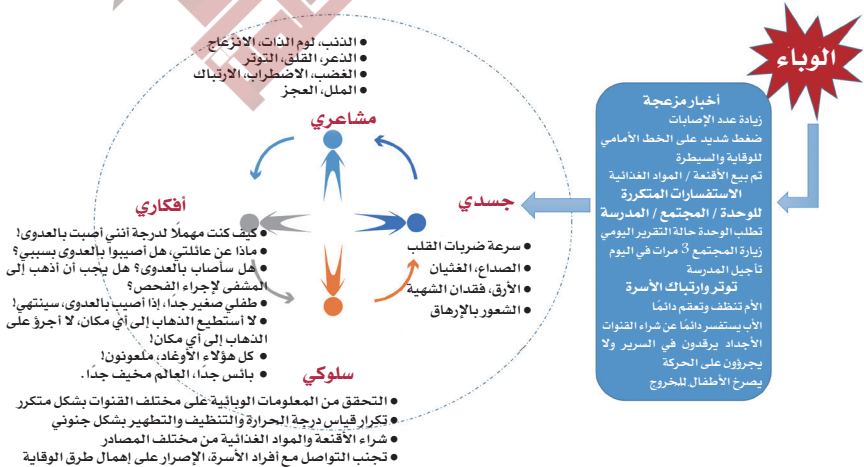 الوباء
أخبار مزعجة
زيادة عدد الإصابات
ضغط شديد على الخط الأمامي
للوقاية والسيطرة
تم بيع الأقنعة / المواد الغذائية
الاستفسارات المتكررة
للوحدة / المجتمع / المدرسة
تطلب الوحدة حالة التقرير اليومي
زيارة المجتمع 3 مرات في اليوم
تأجيل المدرسة
توتر وارتباك الأسرة
الأم تنظف وتعقم دائمًا
الأب يستفسر دائمًا عن شراء القنوات
الأجداد يرقدون في السرير ولا
يجرؤون على الحركة
يصرخ الأطفال للخروج
● الذنب، لوم الذات، الانزعاج
● الذعر، القلق، التوتر
● الغضب، الاضطراب، الارتباك
● الملل، العجز
مشاعري
جسدي
● سرعة ضربات القلب
● الصداع، الغثيان
● الأرق، فقدان الشهية
● الشعور بالإرهاق
أفكاري
● كيف كنت مهملًا لدرجة أنني أصبت بالعدوى!
● ماذا عن عائلتي، هل أصيبوا بالعدوى بسببي؟
● هل سأصاب بالعدوى؟ هل يجب أن أذهب إلى
المشفى لإجراء الفحص؟
● طفلي صغير جدًا، إذا أصيب بالعدوى، سينتهي!
● لا أستطيع الذهاب إلى أي مكان، لا أجرؤ على
الذهاب إلى أي مكان!
● كل هؤلاء الأوغاد، ملعونون!
● بائس جدًا، العالم مخيف جدًا.
سلوكي
● التحقق من المعلومات الوبائية على مختلف القنوات بشكل متكرر
● تكرار قياس درجة الحرارة والتنظيف والتطهير بشكل جنوني
● شراء الأقنعة والمواد الغذائية من مختلف المصادر
● تجنب التواصل مع أفراد الأسرة، الإصرار على إهمال طرق الوقاية